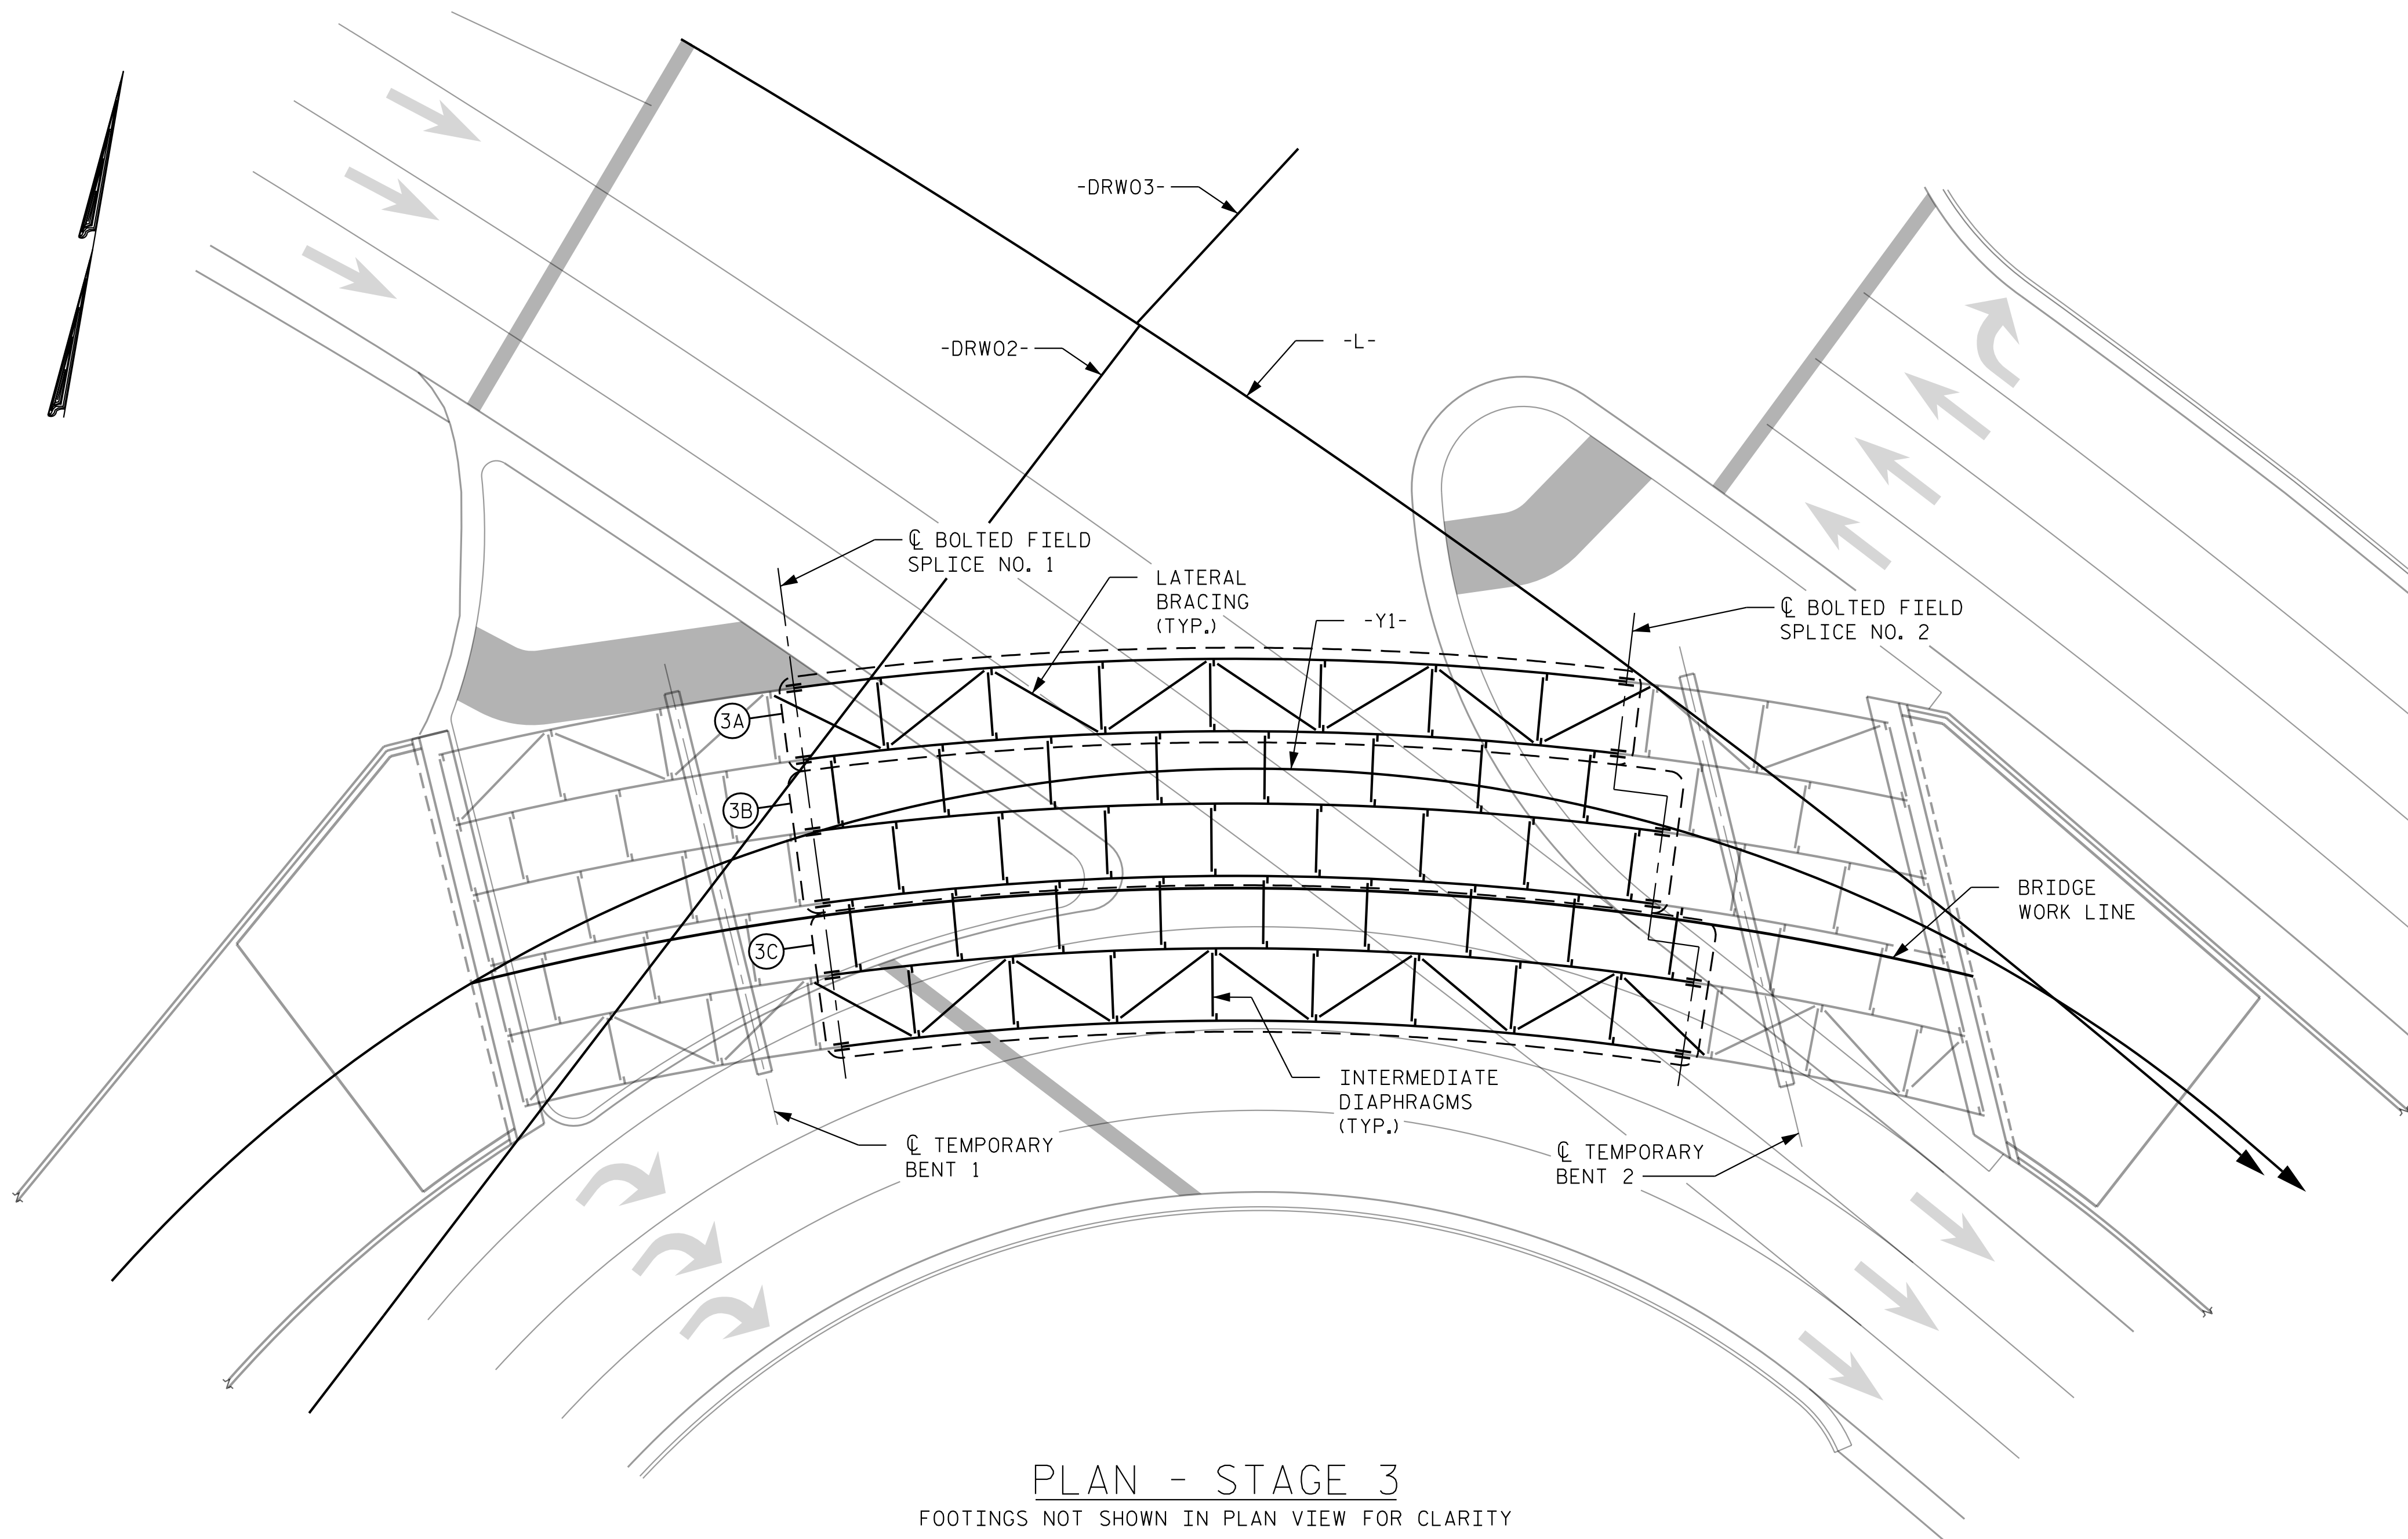 -DRW03-
-DRW02-
-L-
℄ BOLTED FIELD
SPLICE NO. 1
LATERAL
BRACING
(TYP.)
-Y1-
℄ BOLTED FIELD
SPLICE NO. 2
3A
3B
3C
BRIDGE
WORK LINE
INTERMEDIATE
DIAPHRAGMS
(TYP.)
℄ TEMPORARY
BENT 1
℄ TEMPORARY
BENT 2
PLAN - STAGE 3
FOOTINGS NOT SHOWN IN PLAN VIEW FOR CLARITY